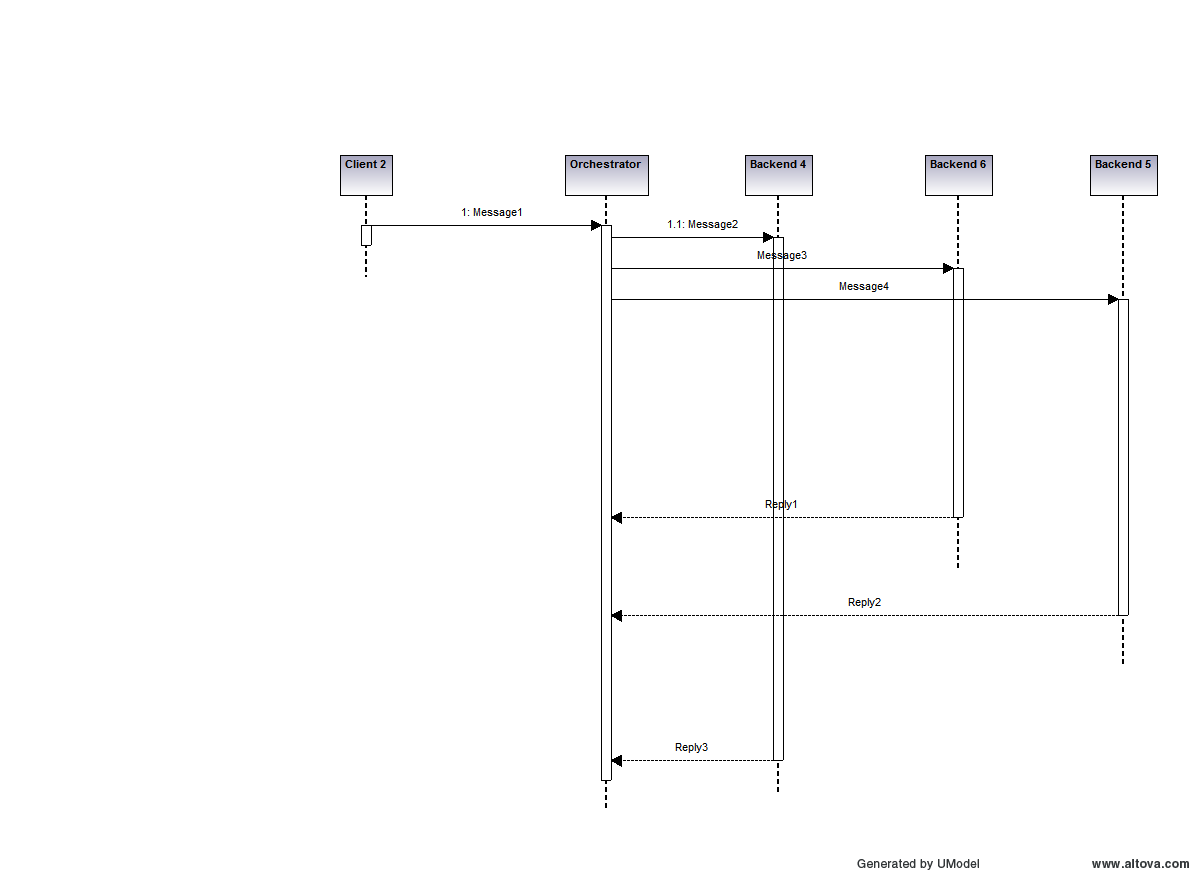 Client 2
Orchestrator
Backend 4
Backend 6
Backend 5
1: Message1
1.1: Message2
Message3
Message4
Reply1
Reply2
Reply3
Generated by UModel
www.altova.com